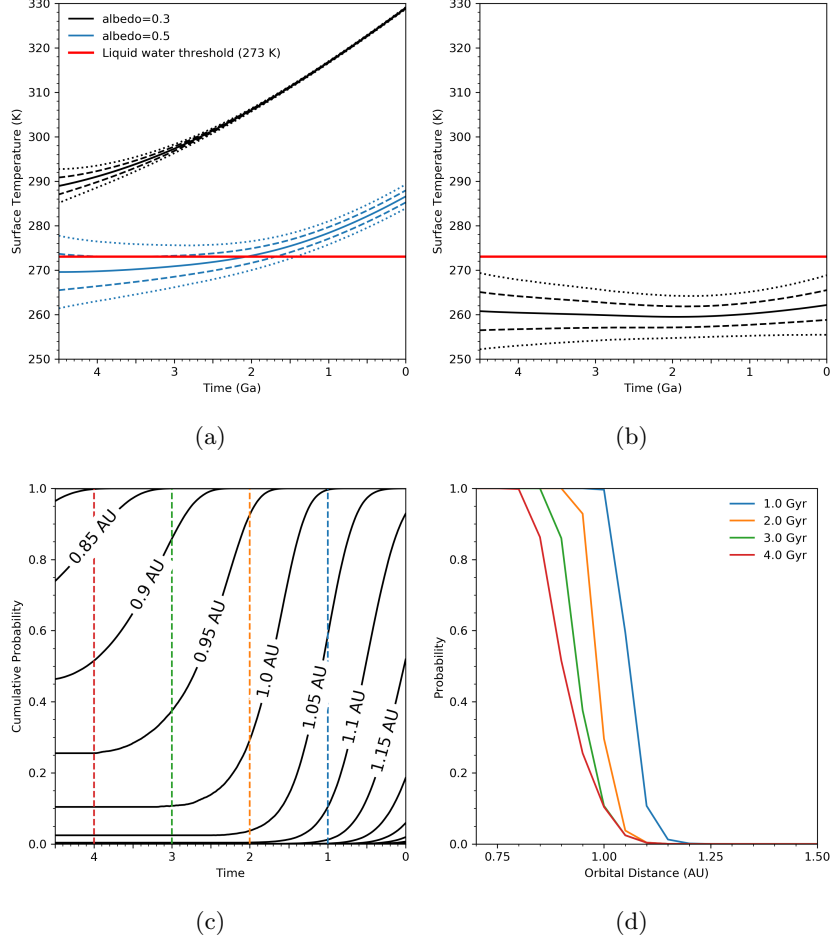 330
320
310
300
290
280
270
260
250
Surface Temperature (K)
albedo=0.3
albedo=0.5
Liquid water threshold (273 K)
4 3 2 1 0
Time (Ga)
(a)
330
320
310
300
290
280
270
260
250
Surface Temperature (K)
4 3 2 1 0
Time (Ga)
(b)
1.0
0.8
0.6
0.4
0.2
0.0
Cumulative Probability
0.85 AU
0.9 AU
0.95 AU
1.0 AU
1.05 AU
1.1 AU
1.15 AU
4 3 2 1 0
Time
(c)
1.0
0.8
0.6
0.4
0.2
0.0
Probability
1.0 Gyr
2.0 Gyr
3.0 Gyr
4.0 Gyr
0.75 1.00 1.25 1.50
Orbital Distance (AU)
(d)